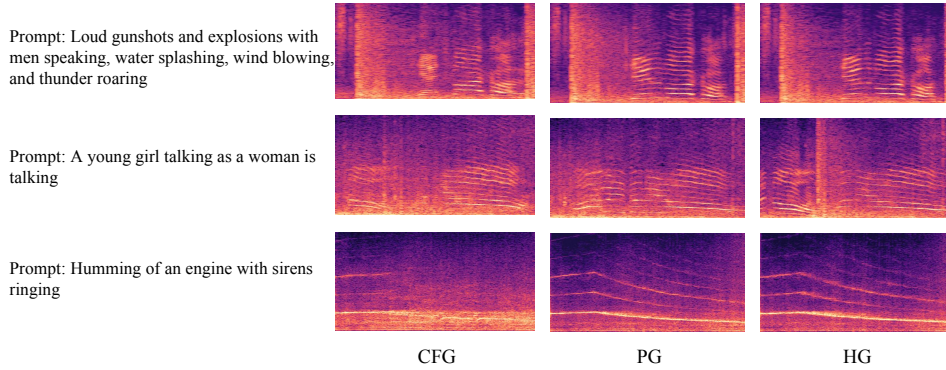 Prompt: Loud gunshots and explosions with
men speaking, water splashing, wind blowing,
and thunder roaring
Prompt: A young girl talking as a woman is
talking
Prompt: Humming of an engine with sirens
ringing
CFG
PG
HG